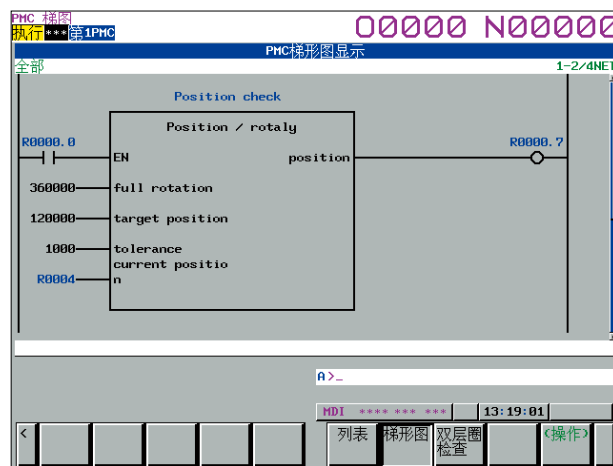 PMC 梯图
O0000 N00000
执行 *** 第1PMC
PMC梯形图显示
全部
1-2/4NET
Position check
Position / rotaly
R0000.0
R0000.7
EN
position
360000
full rotation
120000
target position
1000
tolerance
current positio
R0004
n
A>_
MDI **** *** ***
13:19:01
<
列表
梯形图
双层圈
检查
(操作)